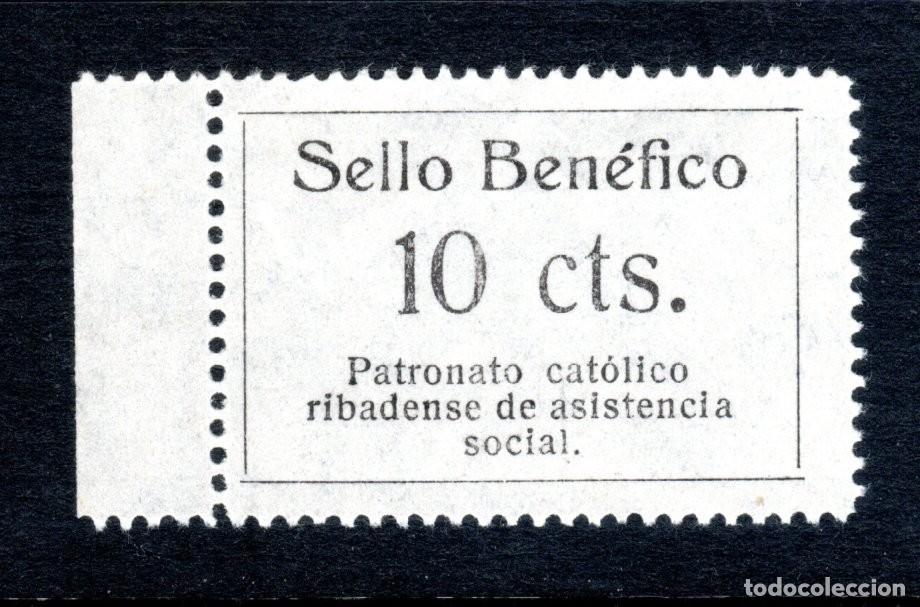 Sello Benéfico
10 cts.
Patronato católico
ribadense de asistencia
social.
todocoleccion